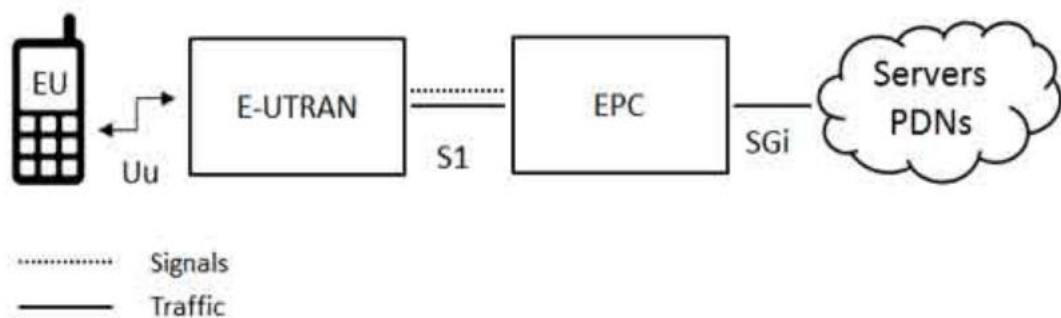 EU
Uu
E-UTRAN
S1
EPC
SGi
Servers
PDNs
Signals
Traffic